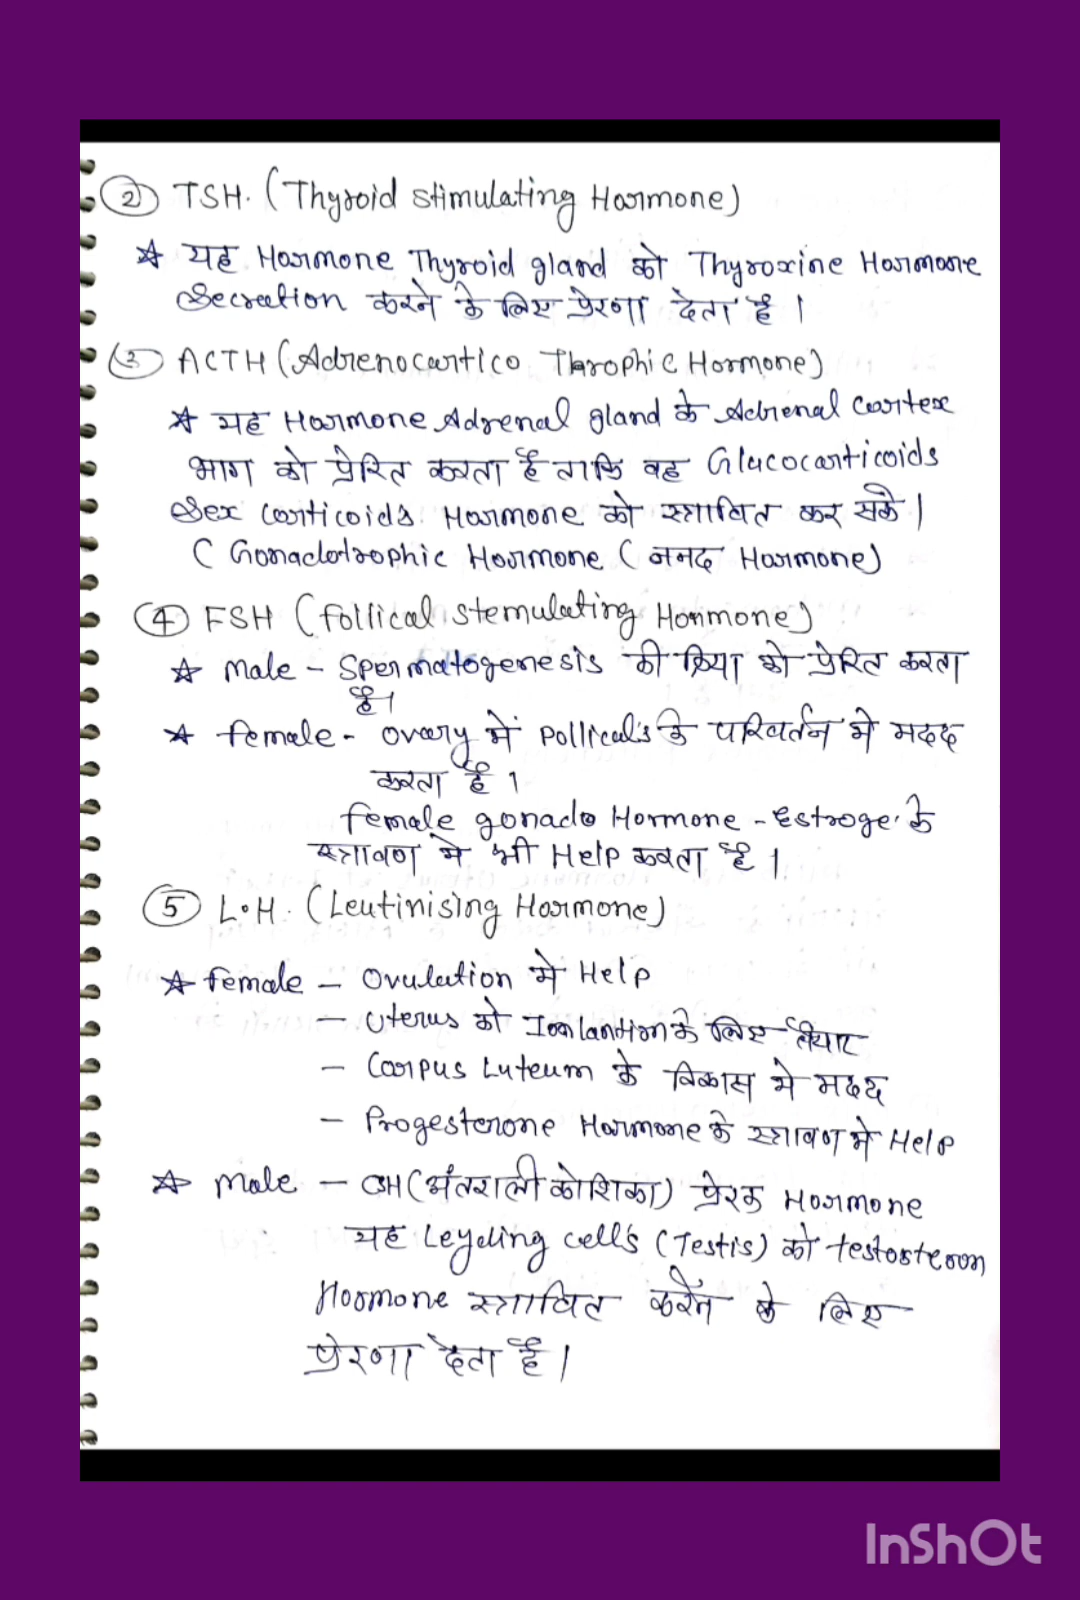 2 TSH. (Thyroid stimulating Hormone)
☆ यह Hormone Thyroid gland को Thyroxine Hormone
Secreation करने के लिए प्रेरणा देता है ।
3 ACTH (Adrenocortico Throphic Hormone)
☆ यह Hormone Adrenal gland के Adrenal cortex
भाग को प्रेरित करता है ताकि वह Glucocorticoids
Sex corticoids Hormone को स्त्रावित कर सके ।
( Gonadotrophic Hormone ( जनद Hormone)
4 FSH (follical stemulating Hormone)
☆ male - Spermatogenesis की क्रिया को प्रेरित करता
है।
☆ female - ovary में pollical's के परिवर्तन मे मदद
करता है ।
female gonado Hormone - Estroge के
स्त्रावण मे भी Help करता है ।
5 L.H. (Leutinising Hormone)
☆ female - Ovulation मे Help
- Uterus को के लिए तैयार
- Corpus Luteum के विकास मे मदद
- Progesterone Hormone के स्त्रावण मे Help
☆ male - (अंतराली कोशिका) प्रेरक Hormone
यह Leyding cell's (Testis) को testosteron
Hormone स्त्रावित करने के लिए
प्रेरणा देता है ।
InShOt